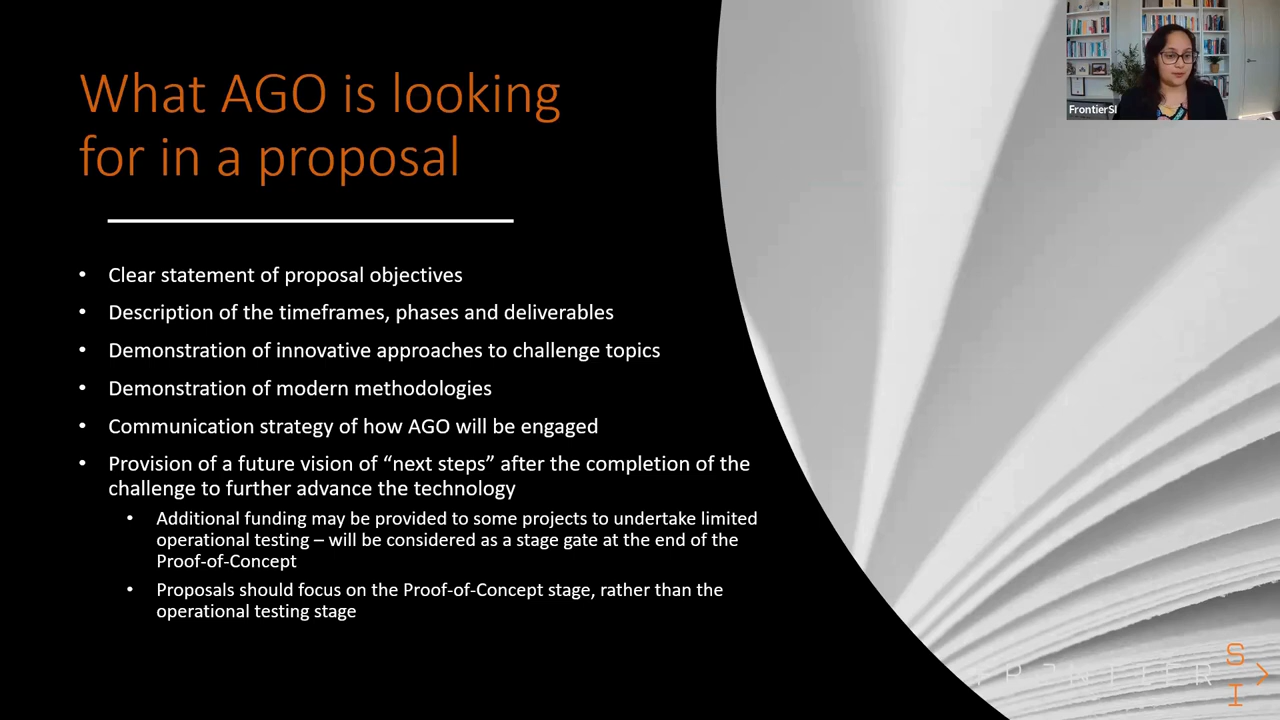 What AGO is looking
for in a proposal
• Clear statement of proposal objectives
• Description of the timeframes, phases and deliverables
• Demonstration of innovative approaches to challenge topics
• Demonstration of modern methodologies
• Communication strategy of how AGO will be engaged
• Provision of a future vision of “next steps” after the completion of the
challenge to further advance the technology
• Additional funding may be provided to some projects to undertake limited
operational testing – will be considered as a stage gate at the end of the
Proof-of-Concept
• Proposals should focus on the Proof-of-Concept stage, rather than the
operational testing stage
FrontierSI
FRONTIER
S
I